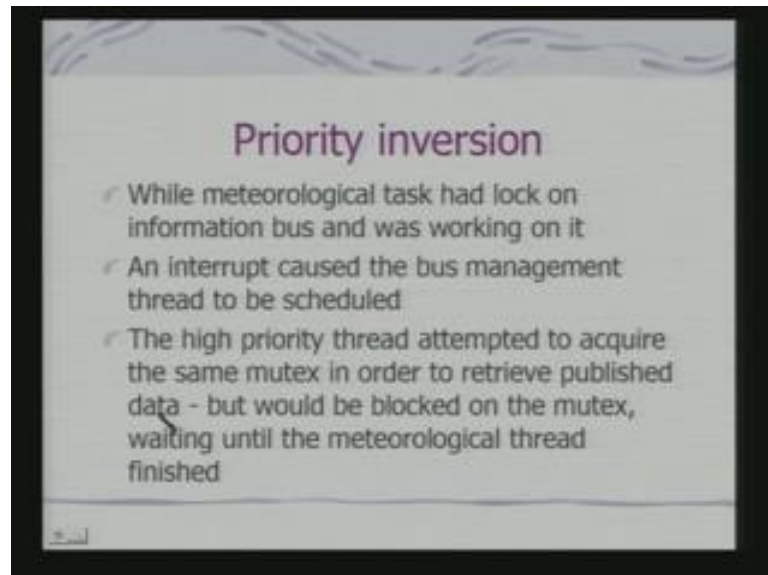 Priority inversion
While meteorological task had lock on
information bus and was working on it
An interrupt caused the bus management
thread to be scheduled
The high priority thread attempted to acquire
the same mutex in order to retrieve published
data - but would be blocked on the mutex,
waiting until the meteorological thread
finished